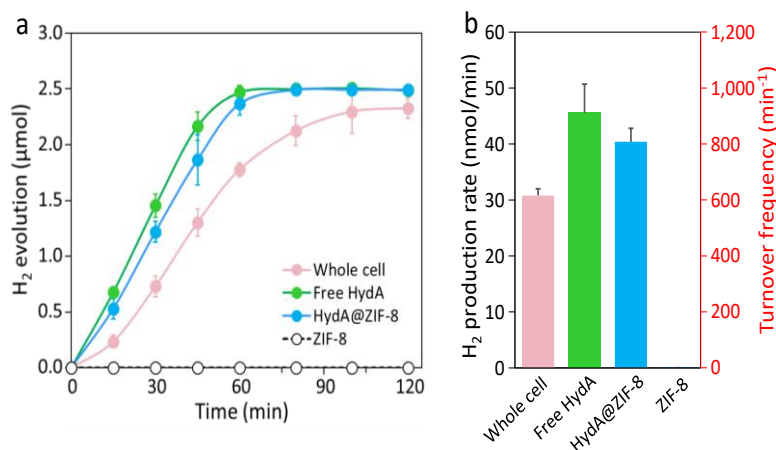 a
H₂ evolution (µmol)
3.0
2.5
2.0
1.5
1.0
0.5
0.0
0
30
60
90
120
Time (min)
Whole cell
Free HydA
HydA@ZIF-8
ZIF-8
b
H₂ production rate (nmol/min)
60
50
40
30
20
10
0
1,200
1,000
800
600
400
200
0
Turnover frequency (min⁻¹)
Whole cell
Free HydA
HydA@ZIF-8
ZIF-8